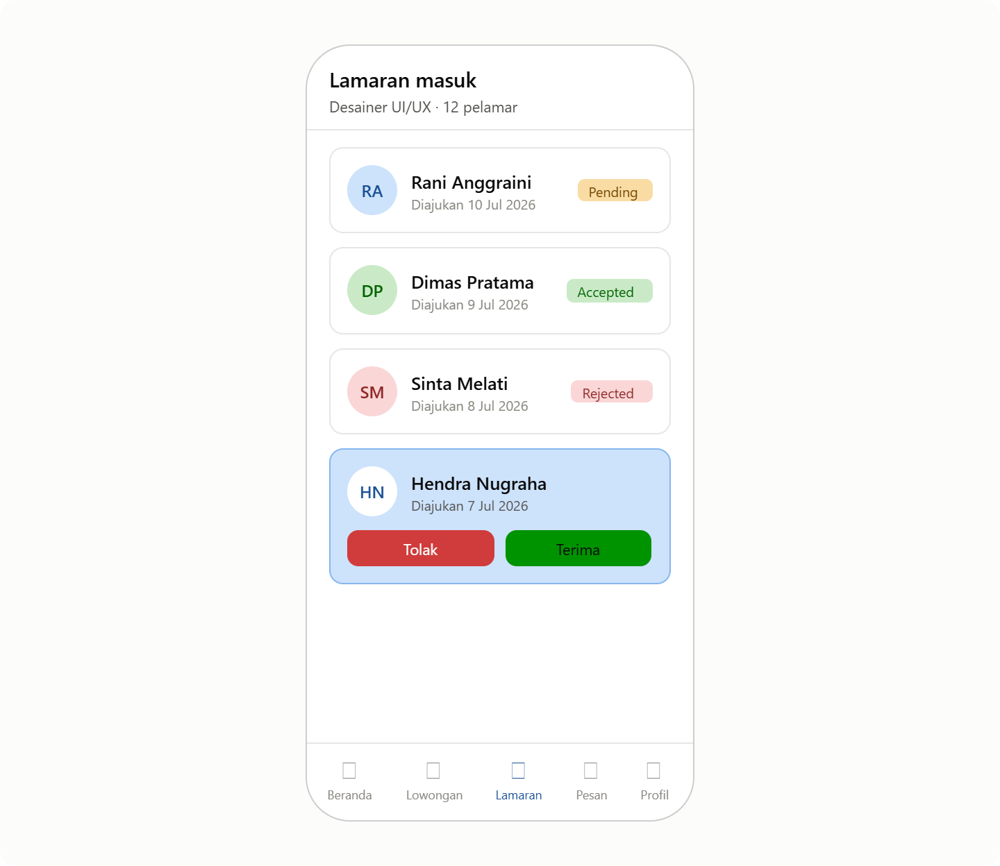 Lamaran masuk
Desainer UI/UX · 12 pelamar
RA
Rani Anggraini
Diajukan 10 Jul 2026
Pending
DP
Dimas Pratama
Diajukan 9 Jul 2026
Accepted
SM
Sinta Melati
Diajukan 8 Jul 2026
Rejected
HN
Hendra Nugraha
Diajukan 7 Jul 2026
Tolak
Terima
Beranda
Lowongan
Lamaran
Pesan
Profil